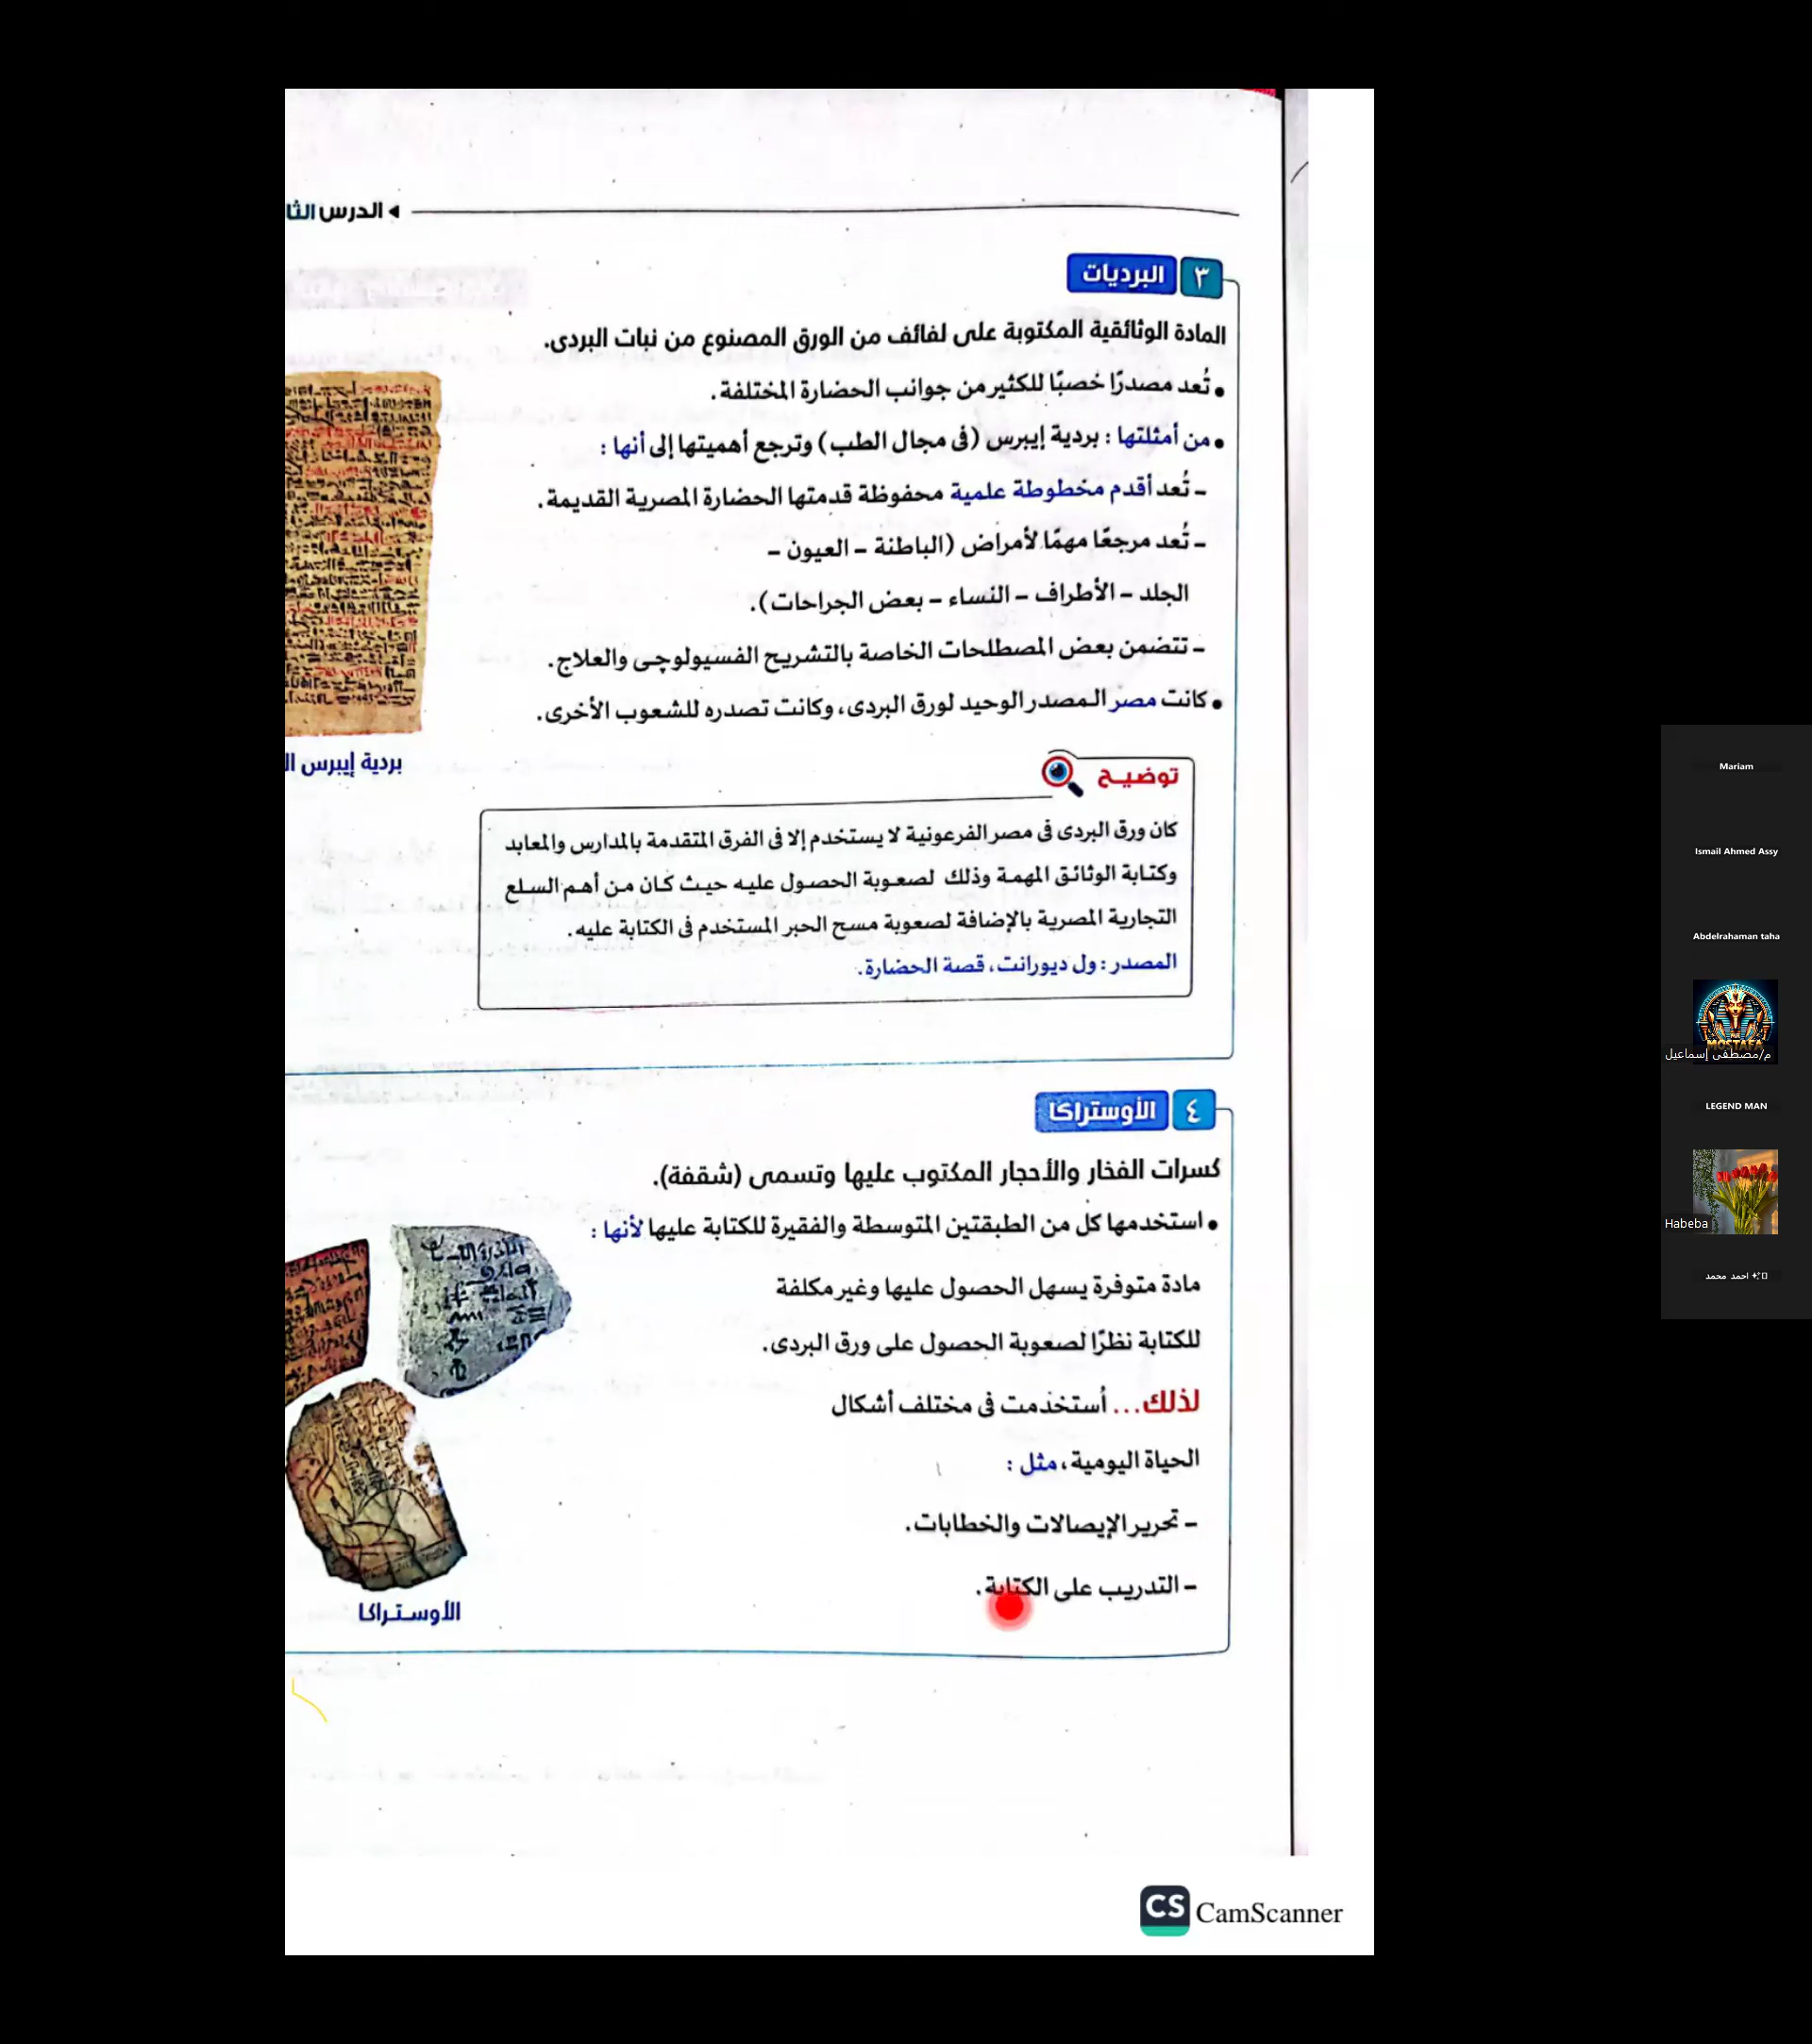 ◀ الدرس الثا
٣ البرديات
المادة الوثائقية المكتوبة على لفائف من الورق المصنوع من نبات البردى.
• تُعد مصدرًا خصبًا للكثير من جوانب الحضارة المختلفة.
• من أمثلتها : بردية إيبرس (فى مجال الطب) وترجع أهميتها إلى أنها :
- تُعد أقدم مخطوطة علمية محفوظة قدمتها الحضارة المصرية القديمة.
- تُعد مرجعًا مهمًا لأمراض (الباطنة - العيون -
الجلد - الأطراف - النساء - بعض الجراحات).
- تتضمن بعض المصطلحات الخاصة بالتشريح الفسيولوچى والعلاج.
• كانت مصر المصدر الوحيد لورق البردى، وكانت تصدره للشعوب الأخرى.
بردية إيبرس ال
توضيح
كان ورق البردى فى مصر الفرعونية لا يستخدم إلا فى الفرق المتقدمة بالمدارس والمعابد
وكتابة الوثائق المهمة وذلك لصعوبة الحصول عليه حيث كان من أهم السلع
التجارية المصرية بالإضافة لصعوبة مسح الحبر المستخدم فى الكتابة عليه.
المصدر : ول ديورانت، قصة الحضارة.
٤ الأوستراكا
كسرات الفخار والأحجار المكتوب عليها وتسمى (شقفة).
• استخدمها كل من الطبقتين المتوسطة والفقيرة للكتابة عليها لأنها :
مادة متوفرة يسهل الحصول عليها وغير مكلفة
للكتابة نظرًا لصعوبة الحصول على ورق البردى.
لذلك... أُستخدمت فى مختلف أشكال
الحياة اليومية، مثل :
- تحرير الإيصالات والخطابات.
- التدريب على الكتابة.
الأوستراكا
CS CamScanner
Mariam
Ismail Ahmed Assy
Abdelrahaman taha
MOSTAFA
م/مصطفى إسماعيل
LEGEND MAN
Habeba
احمد محمد